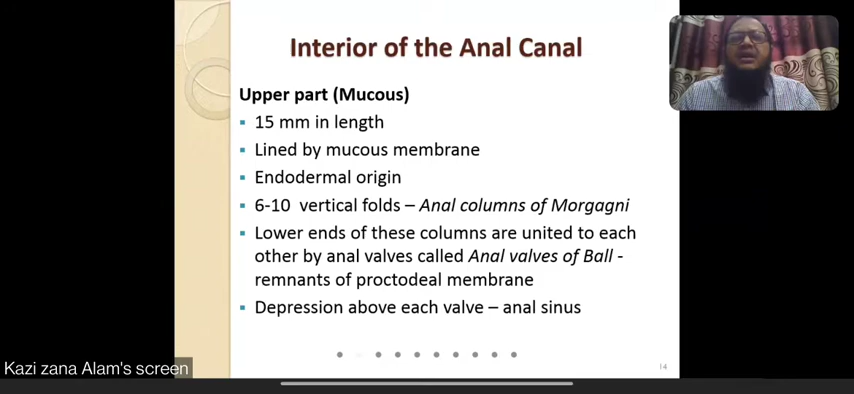 Interior of the Anal Canal
Upper part (Mucous)
▪ 15 mm in length
▪ Lined by mucous membrane
▪ Endodermal origin
▪ 6-10 vertical folds – Anal columns of Morgagni
▪ Lower ends of these columns are united to each
other by anal valves called Anal valves of Ball -
remnants of proctodeal membrane
▪ Depression above each valve – anal sinus
14
Kazi zana Alam's screen